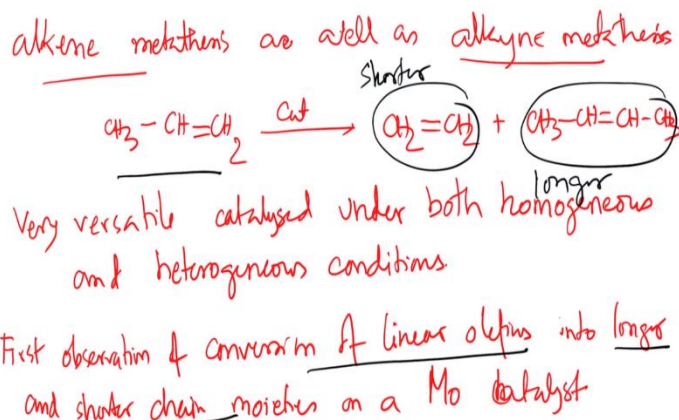 alkene metathesis as well as alkyne metathesis
shorter
CH₃ – CH = CH₂ Cat → CH₂ = CH₂ + CH₃ – CH = CH – CH₃
longer
Very versatile catalysed under both homogeneous
and heterogeneous conditions.
First observation of conversion of linear olefins into longer
and shorter chain moieties on a Mo catalyst